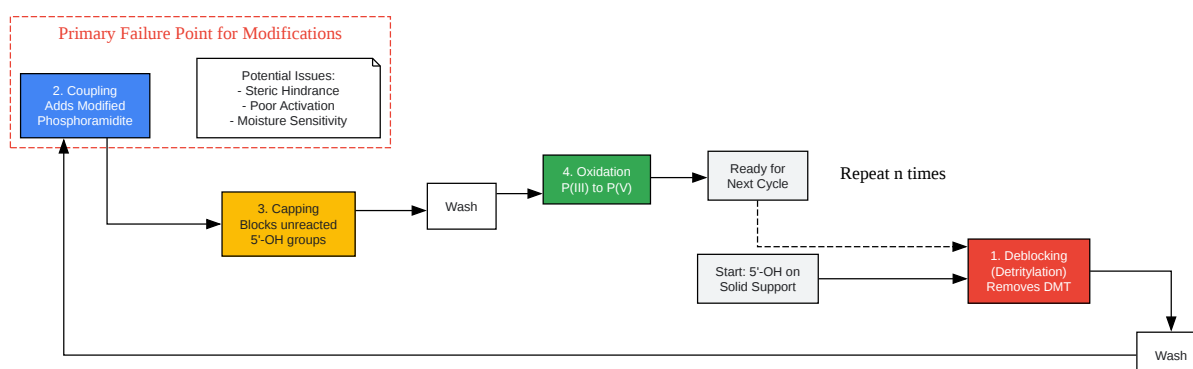 Primary Failure Point for Modifications
2. Coupling
Adds Modified
Phosphoramidite
Potential Issues:
- Steric Hindrance
- Poor Activation
- Moisture Sensitivity
3. Capping
Blocks unreacted
5'-OH groups
Wash
4. Oxidation
P(III) to P(V)
Ready for
Next Cycle
Repeat n times
Start: 5'-OH on
Solid Support
1. Deblocking
(Detritylation)
Removes DMT
Wash